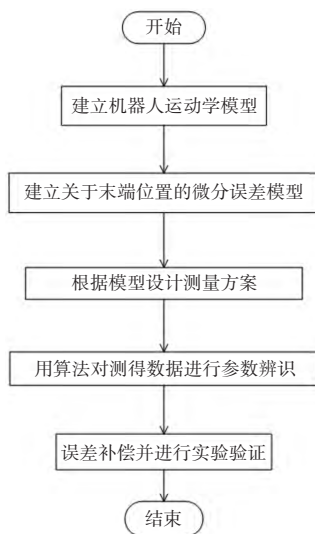 开始
建立机器人运动学模型
建立关于末端位置的微分误差模型
根据模型设计测量方案
用算法对测得数据进行参数辨识
误差补偿并进行实验验证
结束